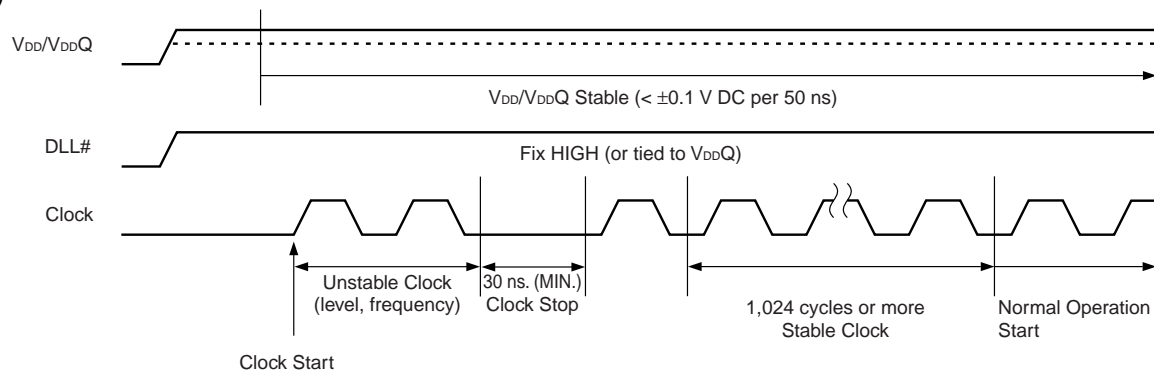 VDD/VDDQ
VDD/VDDQ Stable (< ±0.1 V DC per 50 ns)
DLL#
Fix HIGH (or tied to VDDQ)
Clock
Unstable Clock
(level, frequency)
30 ns. (MIN.)
Clock Stop
1,024 cycles or more
Stable Clock
Normal Operation
Start
Clock Start